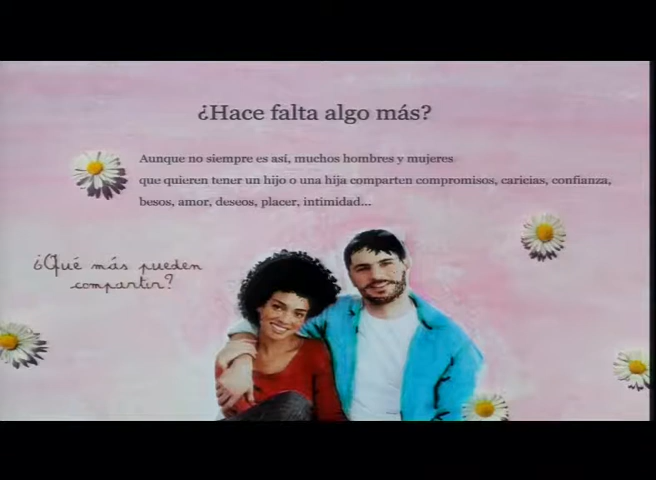 ¿Hace falta algo más?
Aunque no siempre es así, muchos hombres y mujeres
que quieren tener un hijo o una hija comparten compromisos, caricias, confianza,
besos, amor, deseos, placer, intimidad...
¿Qué más pueden
compartir?